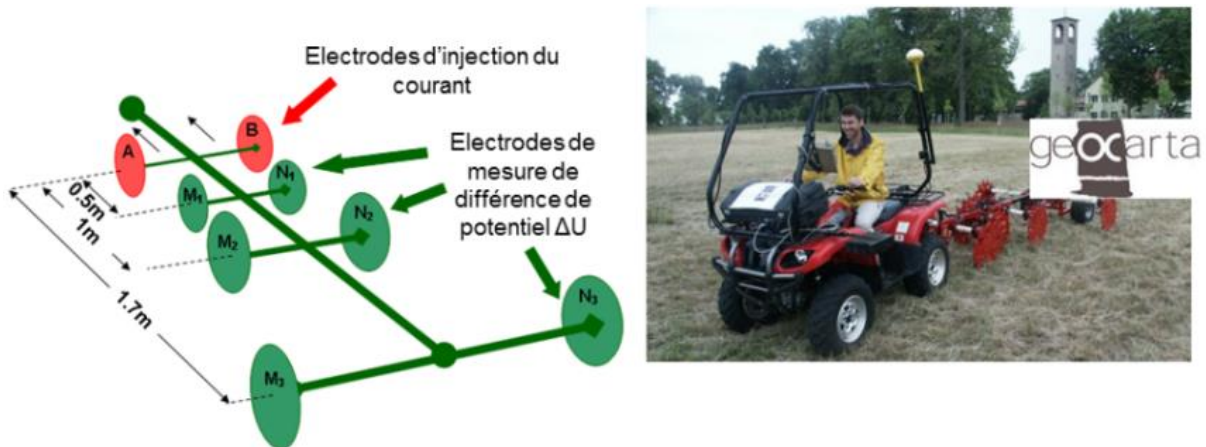 Electrodes d'injection du
courant
A
B
Electrodes de
mesure de
différence de
potentiel ΔU
M1
N1
M2
N2
M3
N3
0.5m
1m
1.7m
geocarta